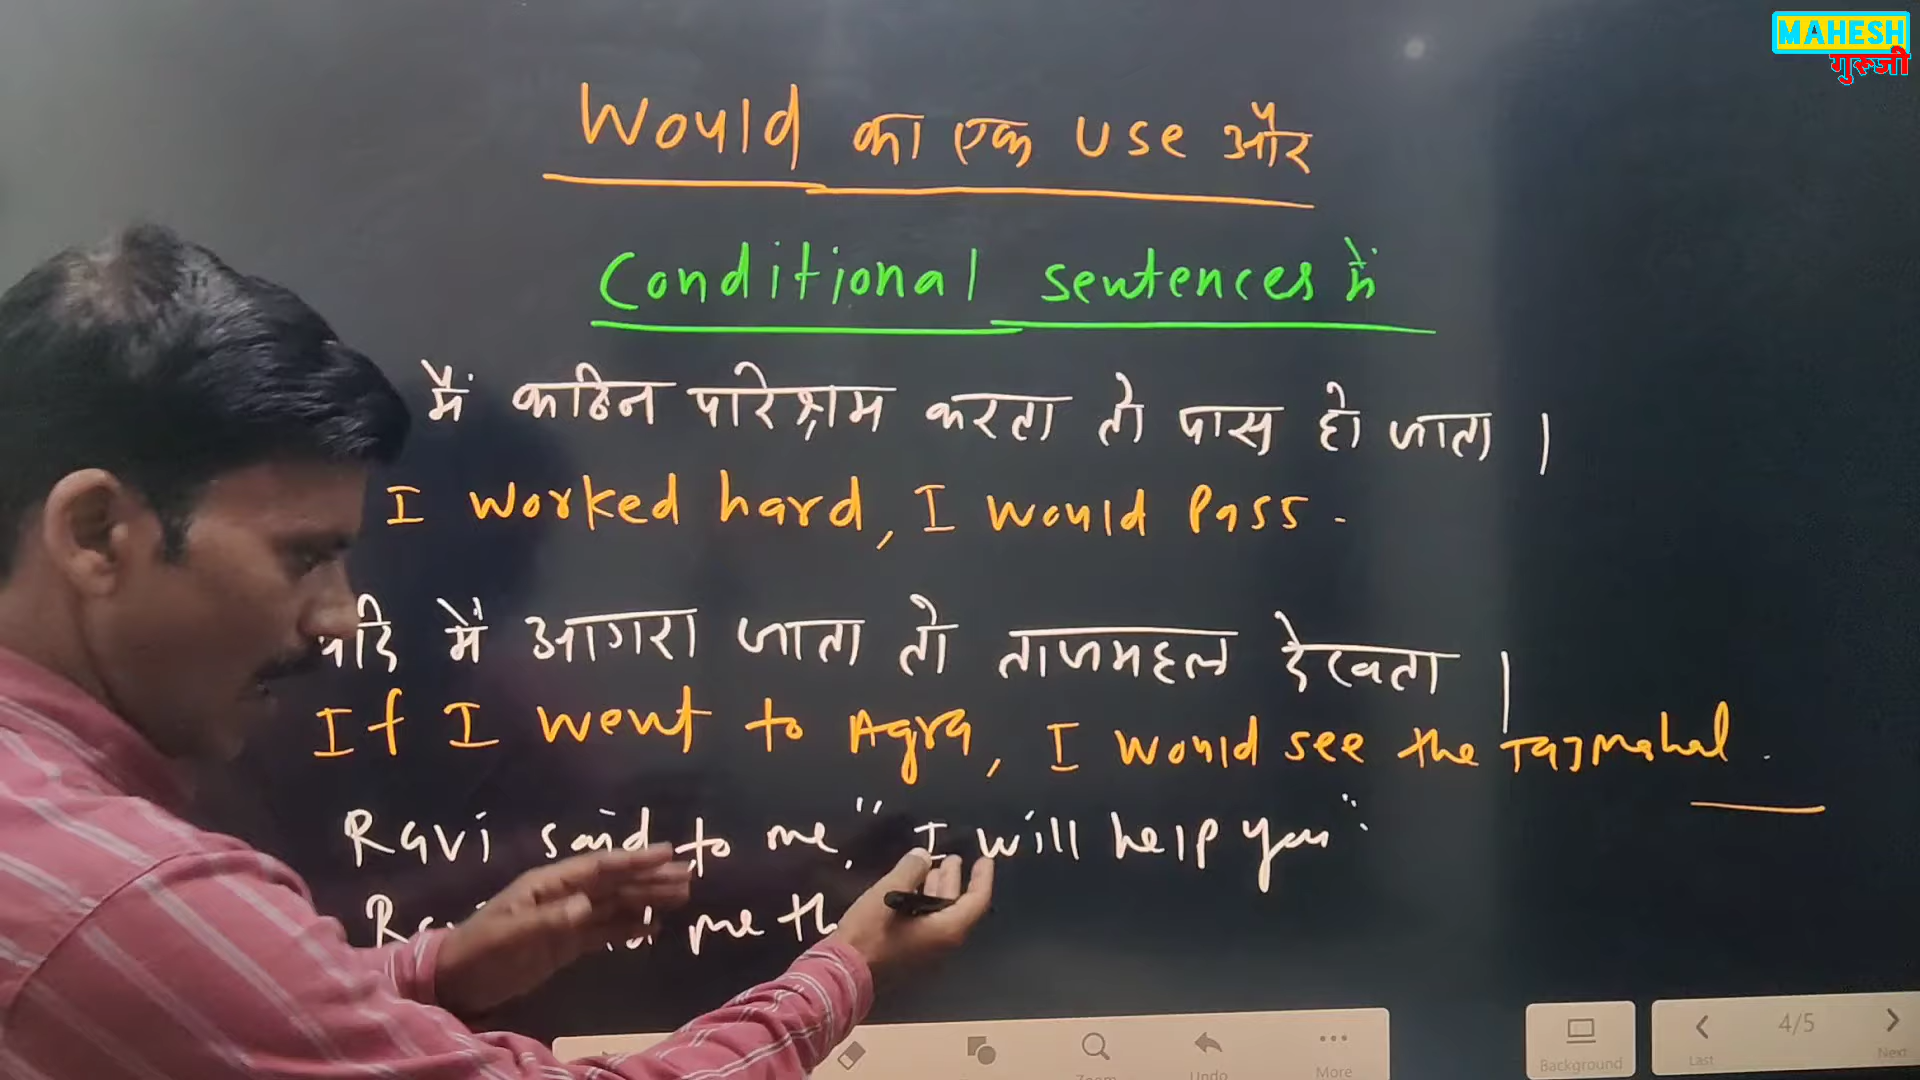 MAHESH
गुरूजी
Would का एक use और
Conditional sentences में
मैं कठिन परिश्रम करता तो पास हो जाता ।
I worked hard, I would Pass.
यदि मैं आगरा जाता तो ताजमहल देखता ।
If I went to Agra, I would see the Tajmahal.
Ravi said to me. "I will help you".
me th
Zoom
Undo
More
Background
Last
4/5
Next